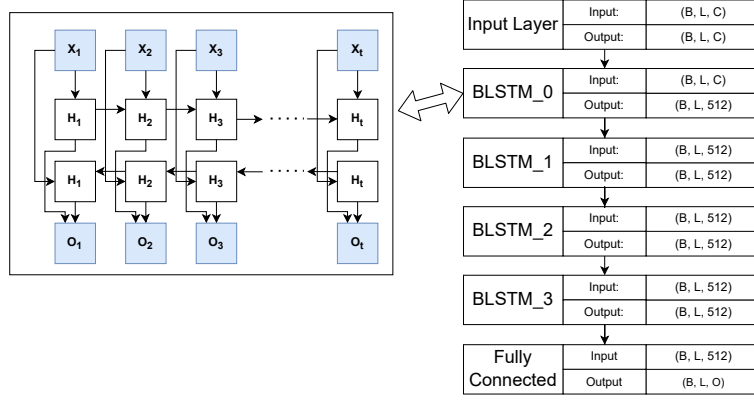 X1 X2 X3 Xt
H1 H2 H3 ...... Ht
H1 H2 H3 ...... Ht
O1 O2 O3 Ot
Input Layer
Input: (B, L, C)
Output: (B, L, C)
BLSTM_0
Input: (B, L, C)
Output: (B, L, 512)
BLSTM_1
Input: (B, L, 512)
Output: (B, L, 512)
BLSTM_2
Input: (B, L, 512)
Output: (B, L, 512)
BLSTM_3
Input: (B, L, 512)
Output: (B, L, 512)
Fully
Connected
Input (B, L, 512)
Output (B, L, O)